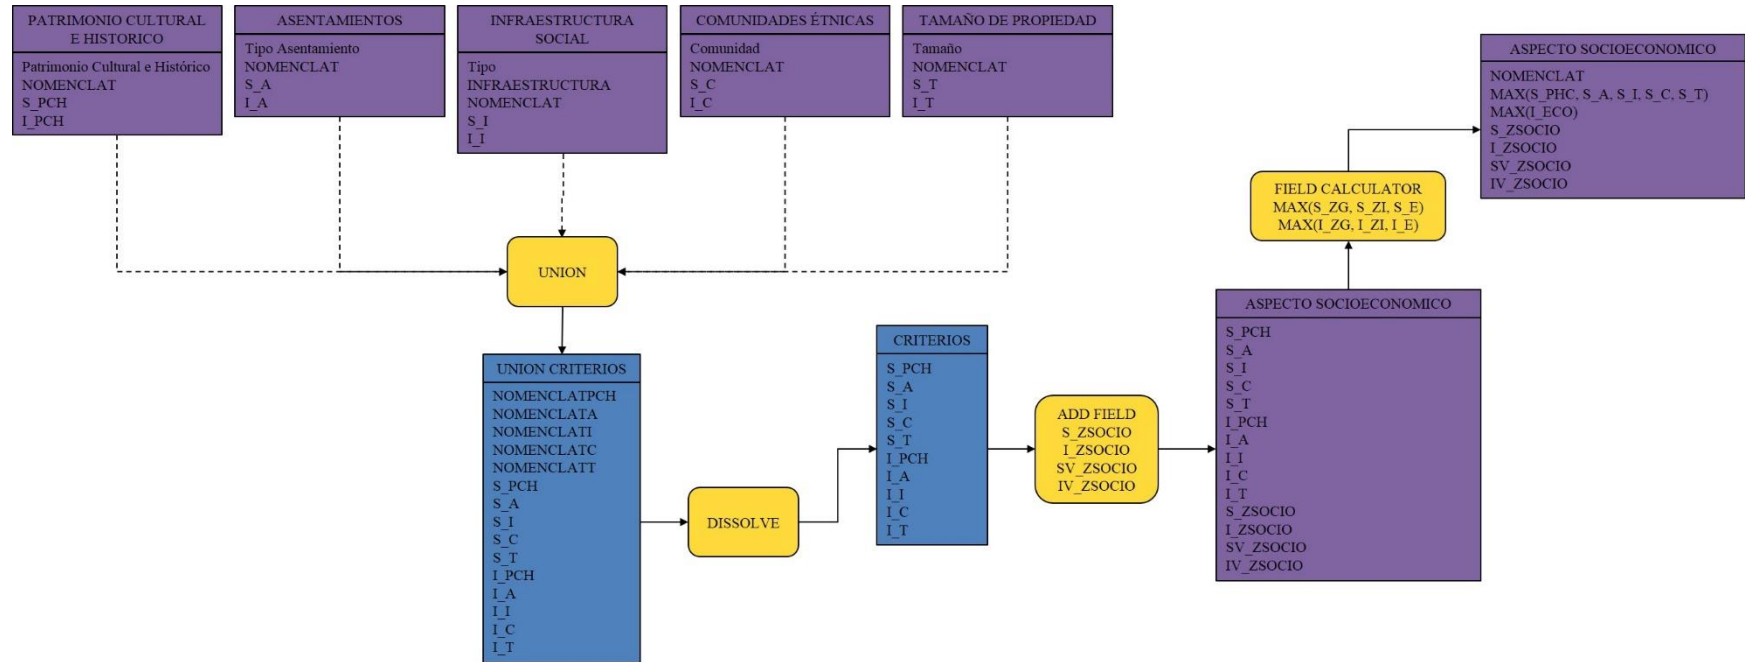 PATRIMONIO CULTURAL
E HISTORICO
Patrimonio Cultural e Histórico
NOMENCLAT
S_PCH
I_PCH
ASENTAMIENTOS
Tipo Asentamiento
NOMENCLAT
S_A
I_A
INFRAESTRUCTURA
SOCIAL
Tipo
INFRAESTRUCTURA
NOMENCLAT
S_I
I_I
COMUNIDADES ÉTNICAS
Comunidad
NOMENCLAT
S_C
I_C
TAMAÑO DE PROPIEDAD
Tamaño
NOMENCLAT
S_T
I_T
UNION
UNION CRITERIOS
NOMENCLATPCH
NOMENCLATA
NOMENCLATI
NOMENCLATC
NOMENCLATT
S_PCH
S_A
S_I
S_C
S_T
I_PCH
I_A
I_I
I_C
I_T
DISSOLVE
CRITERIOS
S_PCH
S_A
S_I
S_C
S_T
I_PCH
I_A
I_I
I_C
I_T
ADD FIELD
S_ZSOCIO
I_ZSOCIO
SV_ZSOCIO
IV_ZSOCIO
ASPECTO SOCIOECONOMICO
S_PCH
S_A
S_I
S_C
S_T
I_PCH
I_A
I_I
I_C
I_T
S_ZSOCIO
I_ZSOCIO
SV_ZSOCIO
IV_ZSOCIO
FIELD CALCULATOR
MAX(S_ZG, S_ZI, S_E)
MAX(I_ZG, I_ZI, I_E)
ASPECTO SOCIOECONOMICO
NOMENCLAT
MAX(S_PHC, S_A, S_I, S_C, S_T)
MAX(I_ECO)
S_ZSOCIO
I_ZSOCIO
SV_ZSOCIO
IV_ZSOCIO